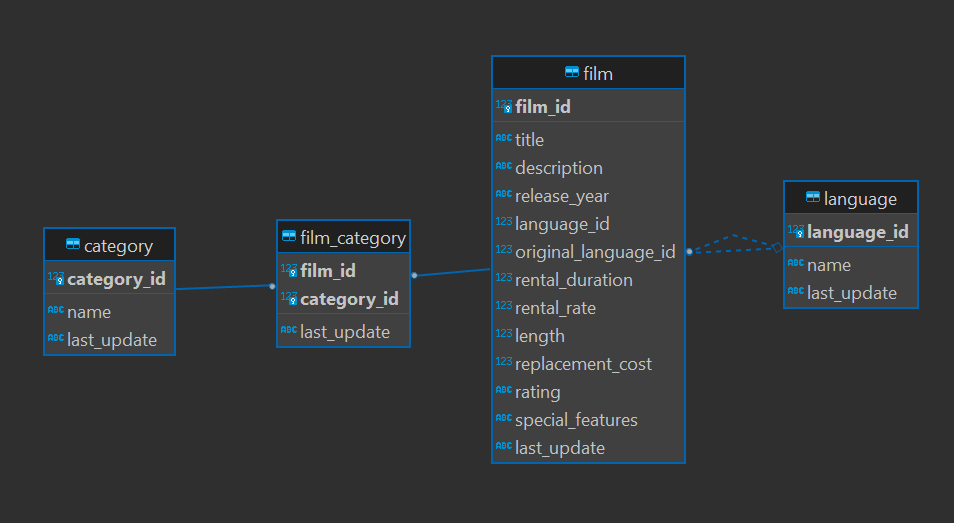 category
123 category_id
ABC name
ABC last_update
film_category
123 film_id
123 category_id
ABC last_update
film
123 film_id
ABC title
ABC description
ABC release_year
123 language_id
123 original_language_id
123 rental_duration
123 rental_rate
123 length
123 replacement_cost
ABC rating
ABC special_features
ABC last_update
language
123 language_id
ABC name
ABC last_update